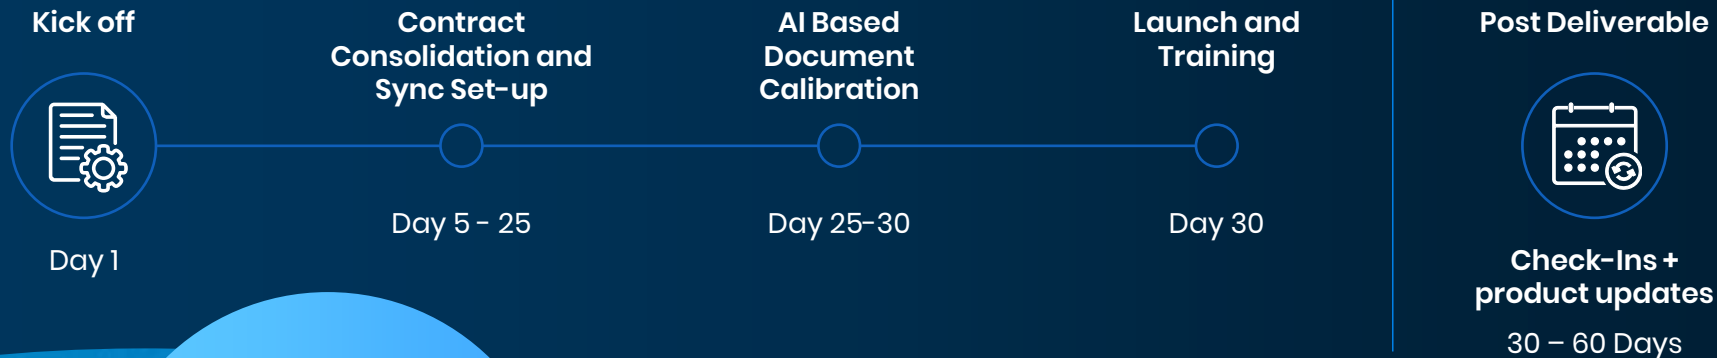 Kick off
Day 1
Contract
Consolidation and
Sync Set-up
Day 5 - 25
AI Based
Document
Calibration
Day 25-30
Launch and
Training
Day 30
Post Deliverable
Check-Ins +
product updates
30 – 60 Days